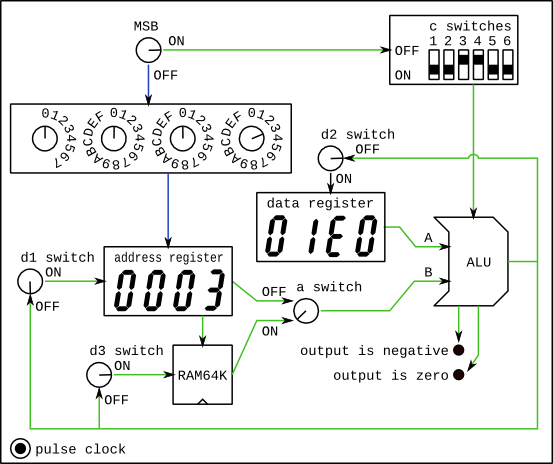 MSB
ON
OFF
c switches
1 2 3 4 5 6
OFF
ON
01234567
0123456789ABCDEF
0123456789ABCDEF
0123456789ABCDEF
d2 switch
OFF
ON
data register
01E0
d1 switch
ON
OFF
address register
0003
A
B
ALU
OFF
a switch
ON
d3 switch
ON
OFF
RAM64K
output is negative
output is zero
pulse clock